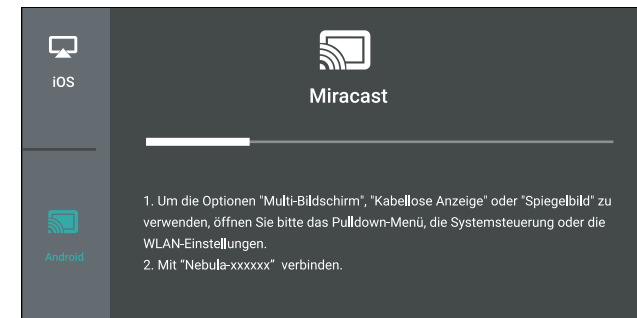 iOS
Miracast
1. Um die Optionen "Multi-Bildschirm", "Kabellose Anzeige" oder "Spiegelbild" zu
verwenden, öffnen Sie bitte das Pulldown-Menü, die Systemsteuerung oder die
WLAN-Einstellungen.
2. Mit “Nebula-xxxxxx” verbinden.
Android